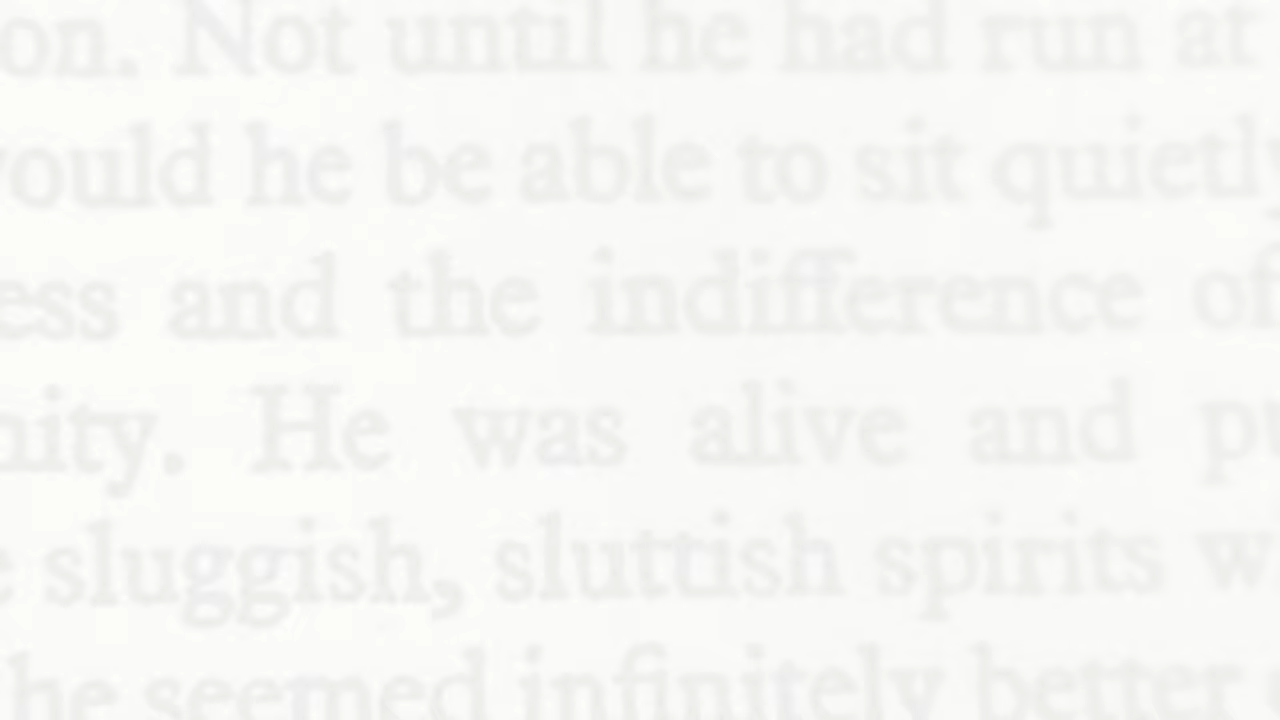 on. Not until he had run at
would he be able to sit quietly
ess and the indifference of
nity. He was alive and pu
e sluggish, sluttish spirits w
he seemed infinitely better